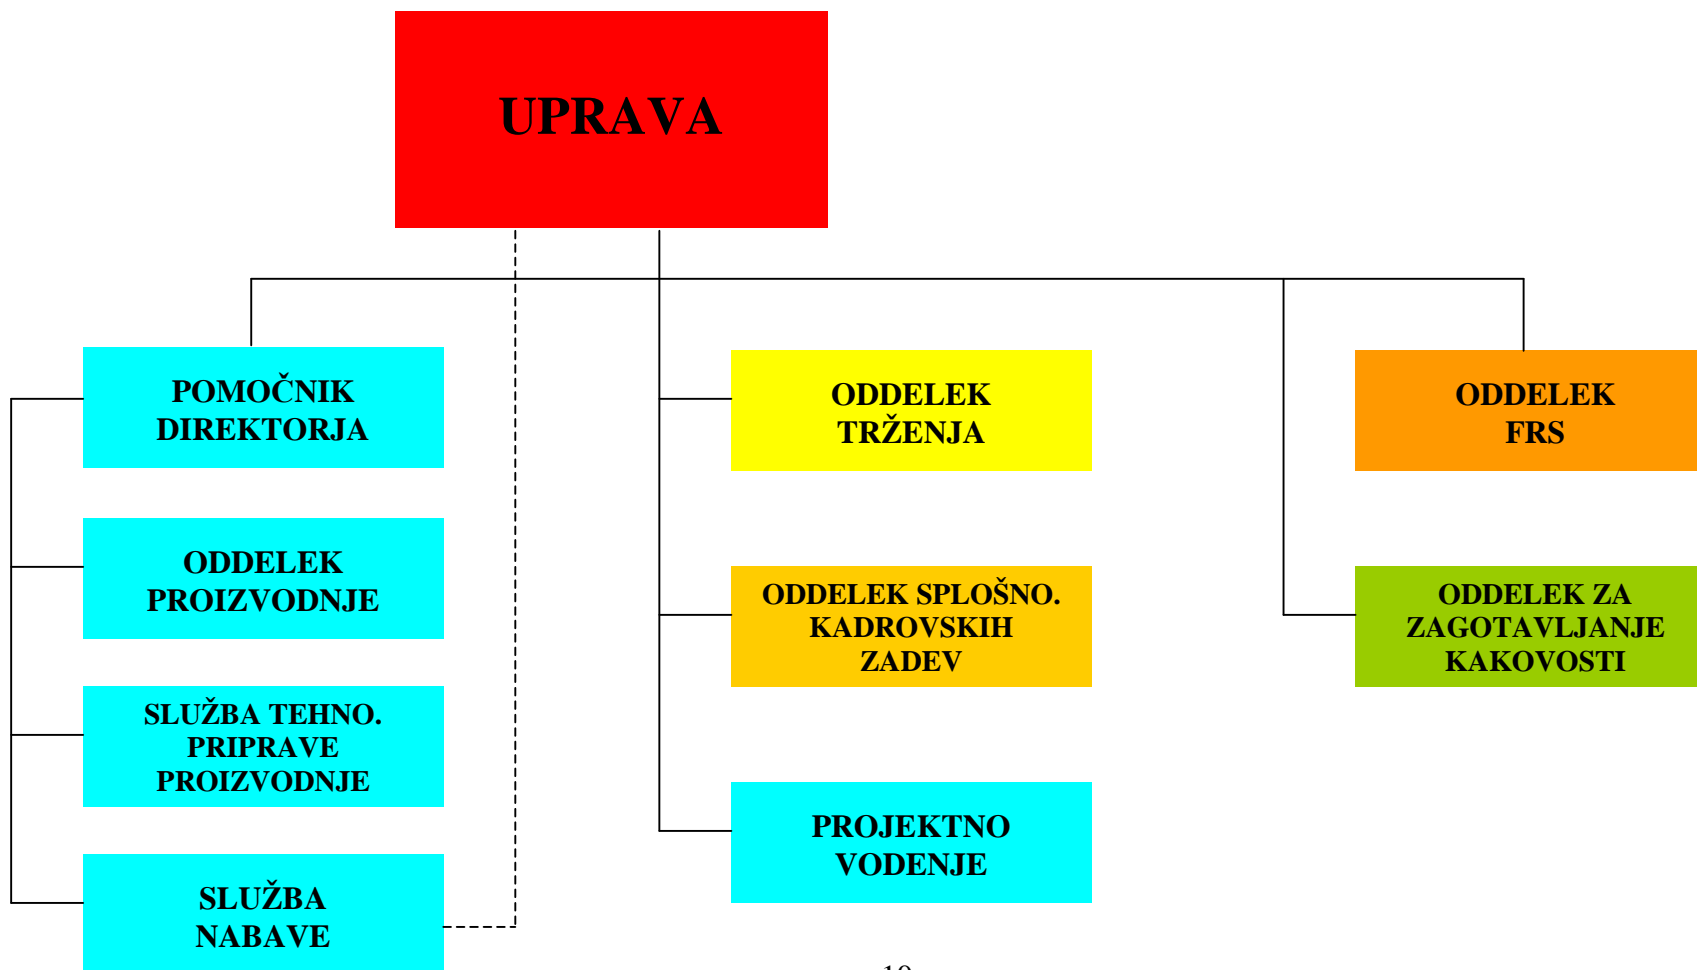 UPRAVA
POMOČNIK
DIREKTORJA
ODDELEK
PROIZVODNJE
SLUŽBA TEHNO.
PRIPRAVE
PROIZVODNJE
SLUŽBA
NABAVE
ODDELEK
TRŽENJA
ODDELEK SPLOŠNO.
KADROVSKIH
ZADEV
PROJEKTNO
VODENJE
ODDELEK
FRS
ODDELEK ZA
ZAGOTAVLJANJE
KAKOVOSTI